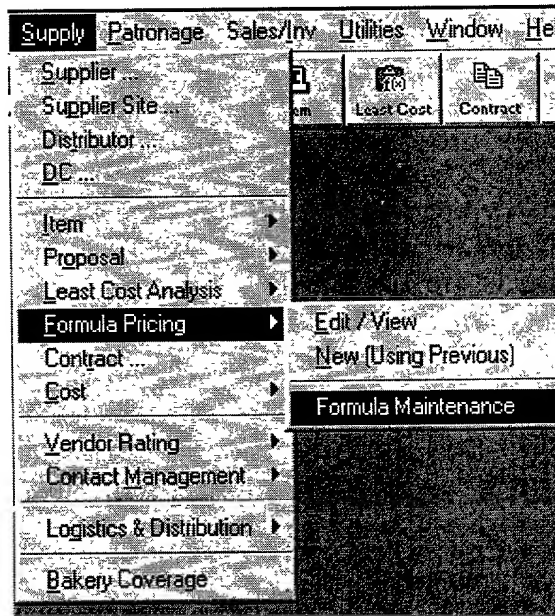 Supply Patronage Sales/Inv Utilities Window He
Supplier ...
Supplier Site ...
Distributor ...
DC ...
em Least Cost Contract
Item
Proposal
Least Cost Analysis
Formula Pricing
Contract ...
Cost
Edit / View
New (Using Previous)
Formula Maintenance
Vendor Rating
Contact Management
Logistics & Distribution
Bakery Coverage